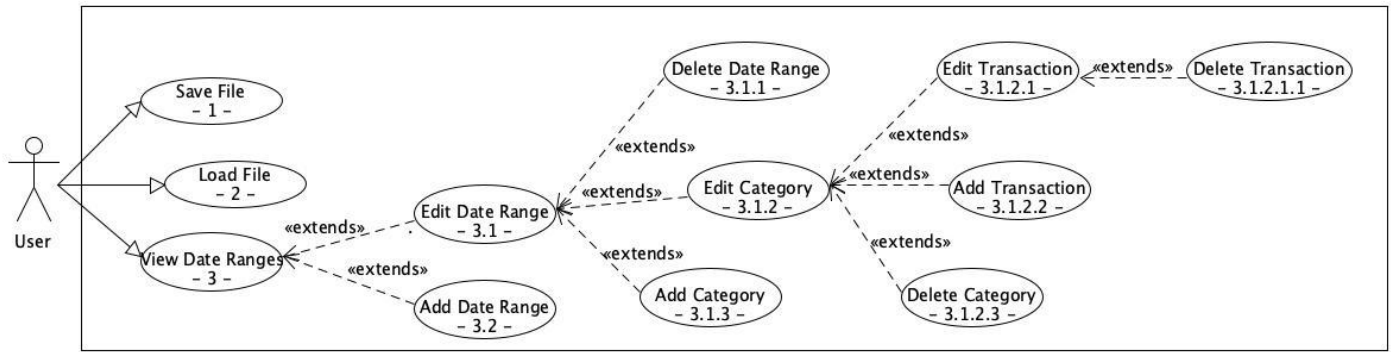 User
Save File
- 1 -
Load File
- 2 -
View Date Ranges
- 3 -
«extends»
«extends»
Edit Date Range
- 3.1 -
Add Date Range
- 3.2 -
«extends»
«extends»
«extends»
Delete Date Range
- 3.1.1 -
Edit Category
- 3.1.2 -
Add Category
- 3.1.3 -
«extends»
«extends»
«extends»
Edit Transaction
- 3.1.2.1 -
Add Transaction
- 3.1.2.2 -
Delete Category
- 3.1.2.3 -
«extends»
Delete Transaction
- 3.1.2.1.1 -